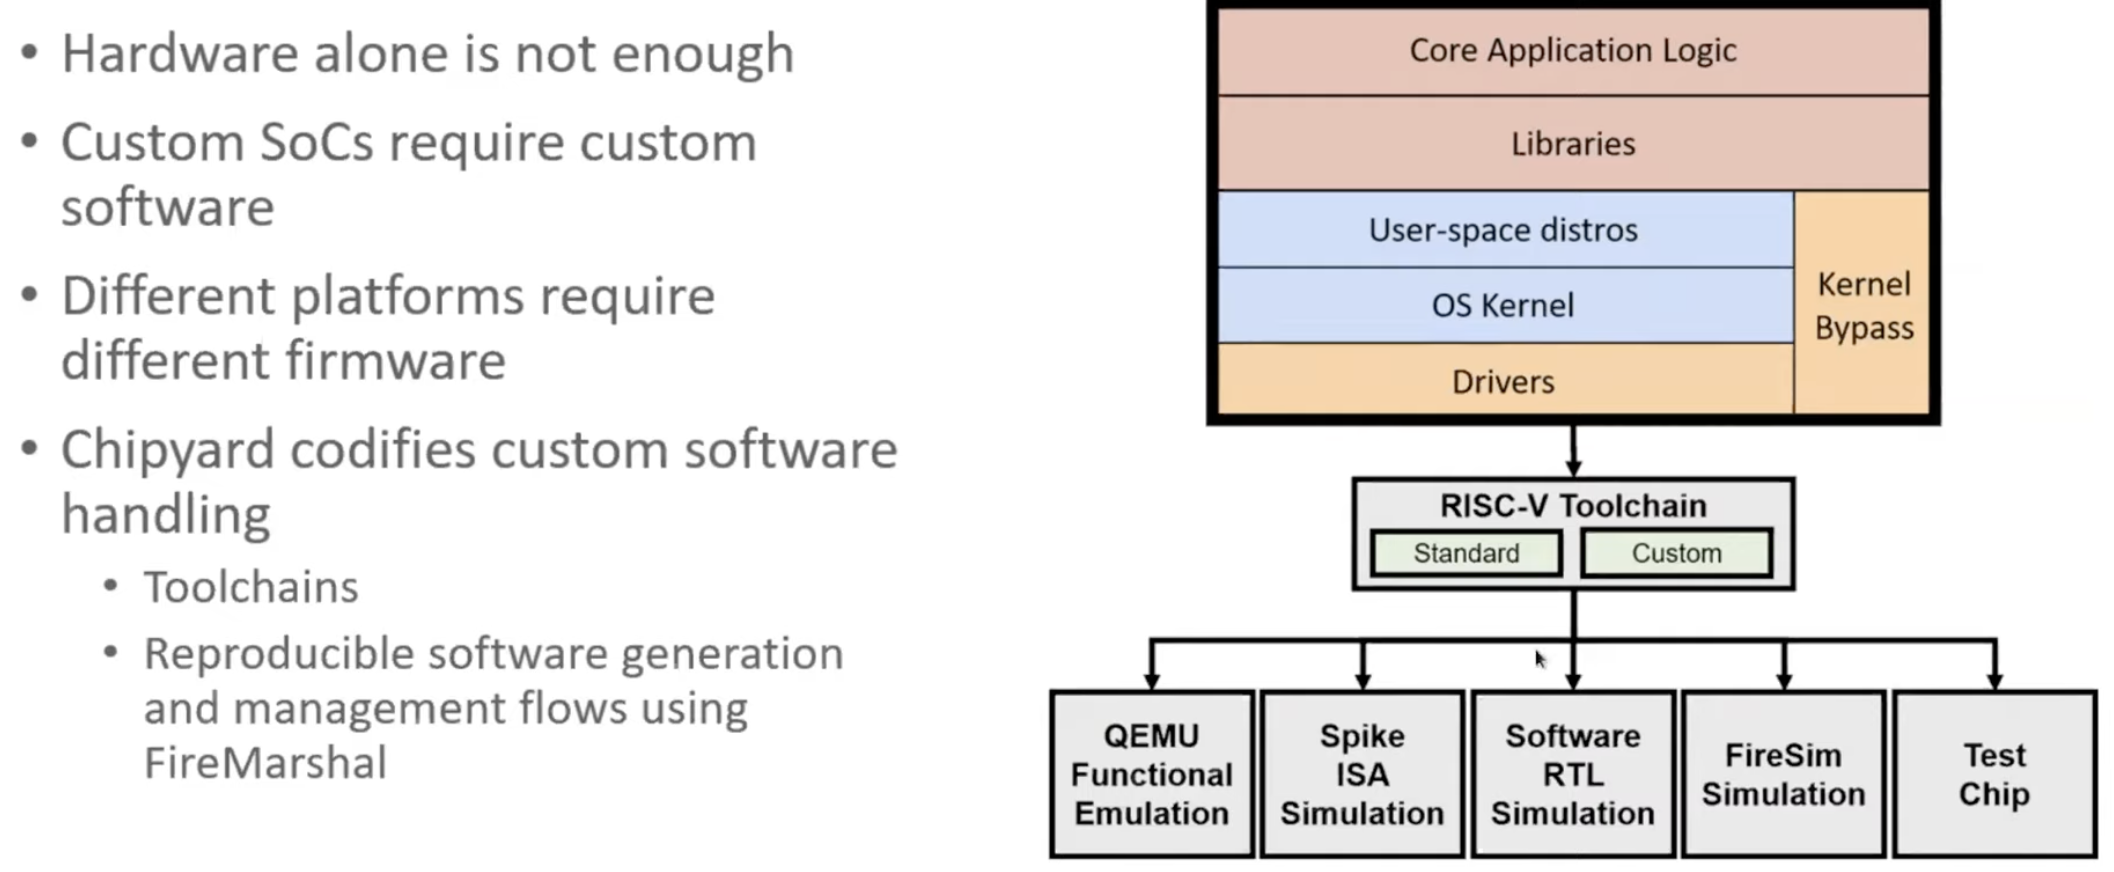 • Hardware alone is not enough
• Custom SoCs require custom
software
• Different platforms require
different firmware
• Chipyard codifies custom software
handling
• Toolchains
• Reproducible software generation
and management flows using
FireMarshal
Core Application Logic
Libraries
User-space distros
OS Kernel
Drivers
Kernel
Bypass
RISC-V Toolchain
Standard
Custom
QEMU
Functional
Emulation
Spike
ISA
Simulation
Software
RTL
Simulation
FireSim
Simulation
Test
Chip